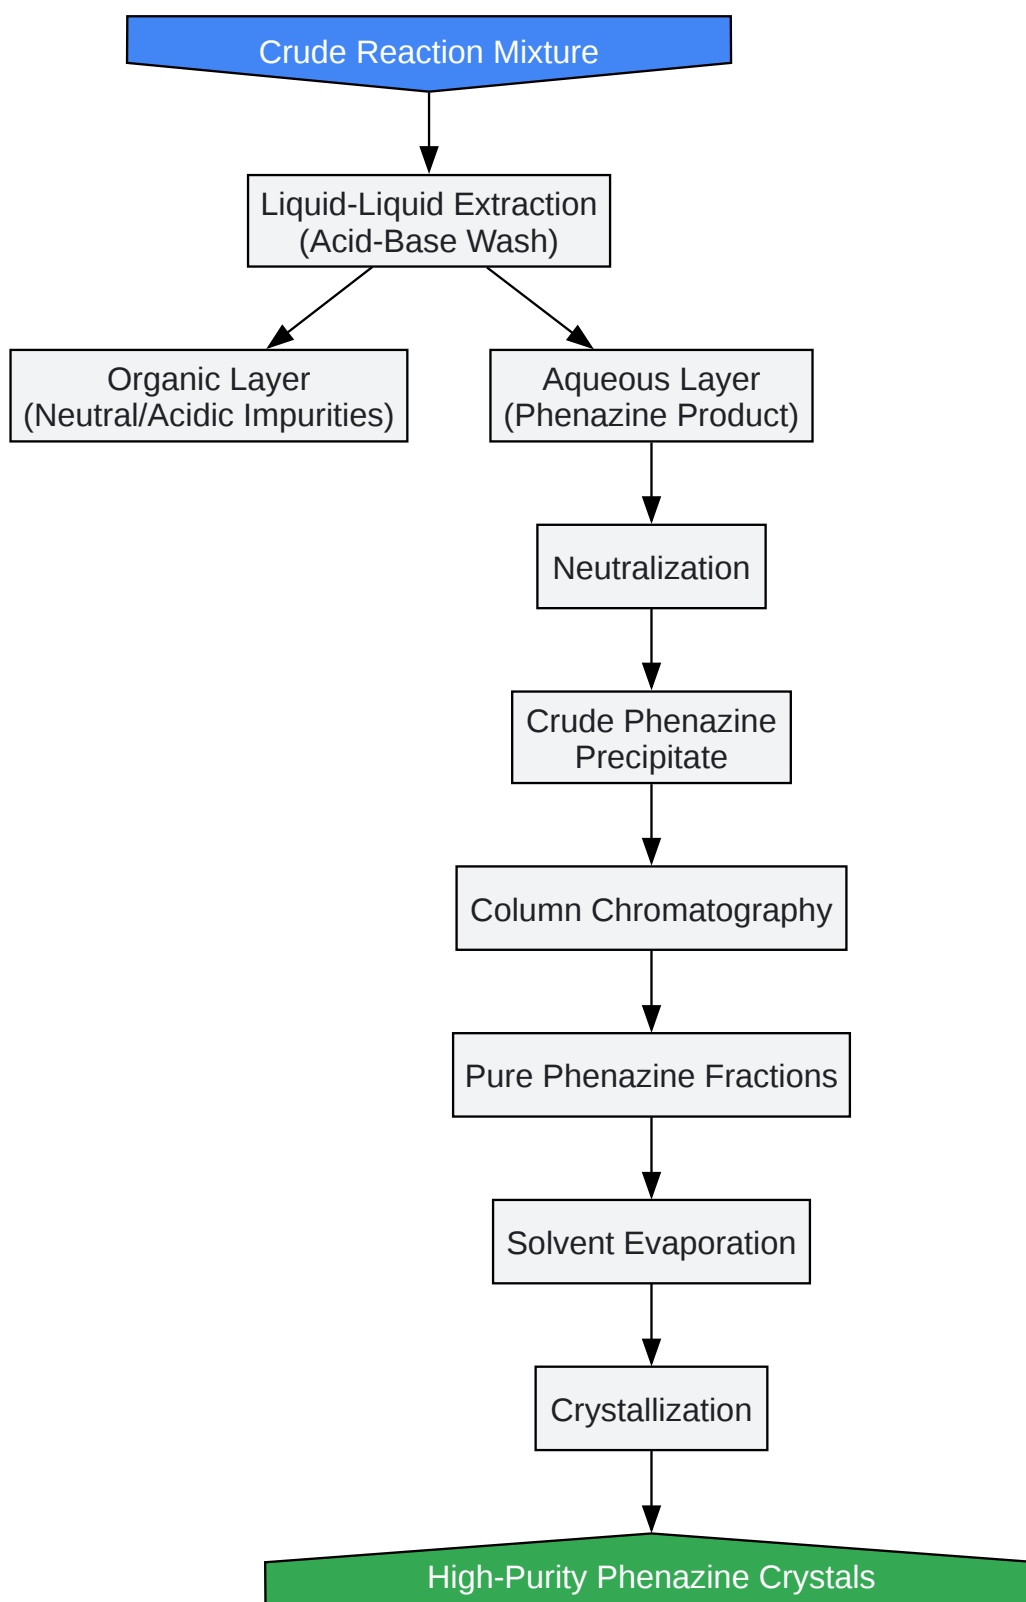 Crude Reaction Mixture
Liquid-Liquid Extraction
(Acid-Base Wash)
Organic Layer
(Neutral/Acidic Impurities)
Aqueous Layer
(Phenazine Product)
Neutralization
Crude Phenazine
Precipitate
Column Chromatography
Pure Phenazine Fractions
Solvent Evaporation
Crystallization
High-Purity Phenazine Crystals